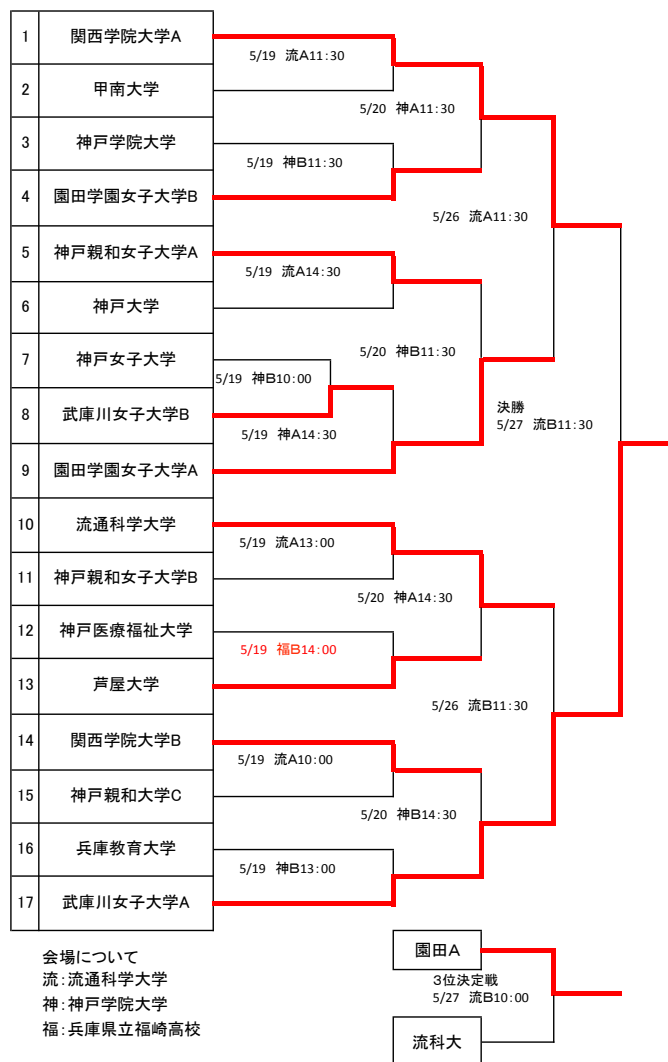 1 関西学院大学A
5/19 流A11:30
2 甲南大学
5/20 神A11:30
3 神戸学院大学
5/19 神B11:30
4 園田学園女子大学B
5/26 流A11:30
5 神戸親和女子大学A
5/19 流A14:30
6 神戸大学
5/20 神B11:30
7 神戸女子大学
5/19 神B10:00
8 武庫川女子大学B
決勝
5/27 流B11:30
5/19 神A14:30
9 園田学園女子大学A
10 流通科学大学
5/19 流A13:00
11 神戸親和女子大学B
5/20 神A14:30
12 神戸医療福祉大学
5/19 福B14:00
13 芦屋大学
5/26 流B11:30
14 関西学院大学B
5/19 流A10:00
15 神戸親和大学C
5/20 神B14:30
16 兵庫教育大学
5/19 神B13:00
17 武庫川女子大学A
会場について
流:流通科学大学
神:神戸学院大学
福:兵庫県立福崎高校
園田A
3位決定戦
5/27 流B10:00
流科大